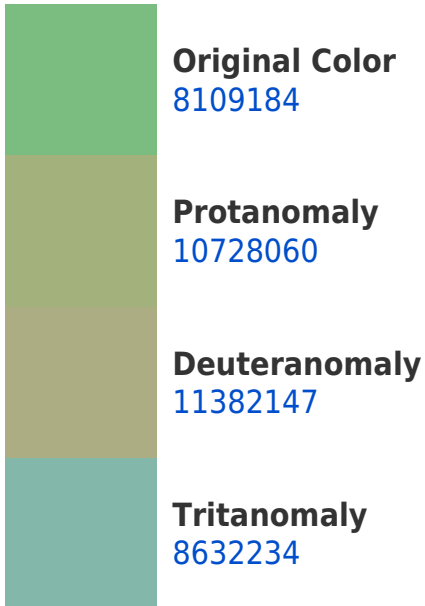 Original Color
8109184
Protanomaly
10728060
Deuteranomaly
11382147
Tritanomaly
8632234